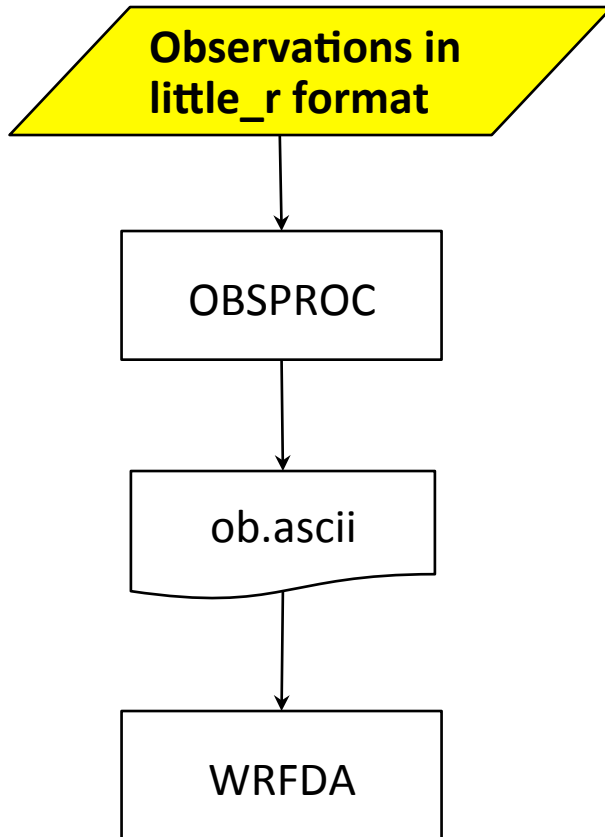 Observations in
little_r format
OBSPROC
ob.ascii
WRFDA